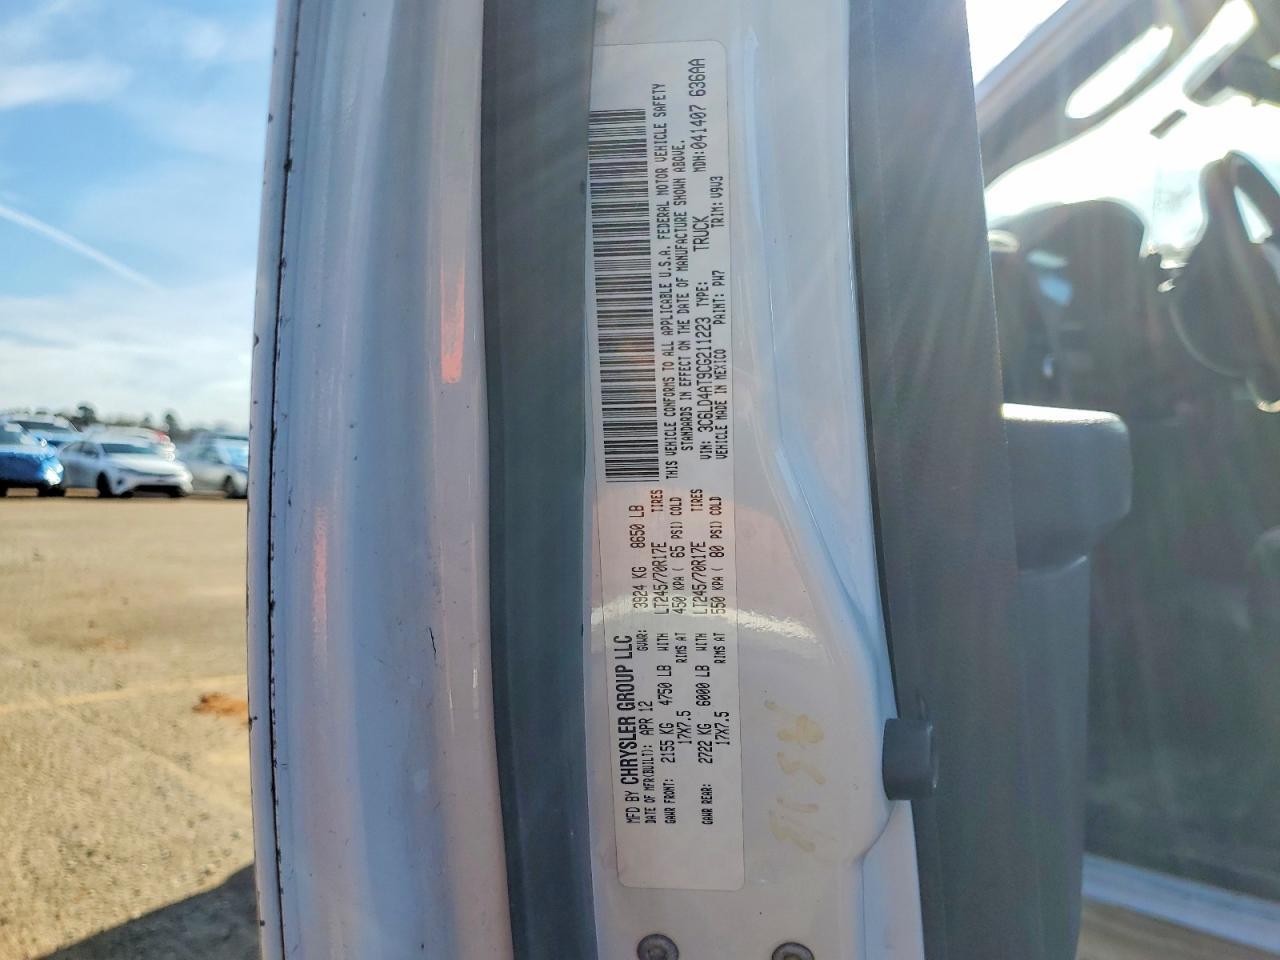 MFD BY CHRYSLER GROUP LLC
DATE OF MFR(BUILT): APR 12 GVWR: 3924 KG 8650 LB
GAWR FRONT: 2155 KG 4750 LB WITH LT245/70R17E TIRES
17X7.5 RIMS AT 450 KPA ( 65 PSI) COLD
GAWR REAR: 2722 KG 6000 LB WITH LT245/70R17E TIRES
17X7.5 RIMS AT 550 KPA ( 80 PSI) COLD
THIS VEHICLE CONFORMS TO ALL APPLICABLE U.S.A. FEDERAL MOTOR VEHICLE SAFETY
STANDARDS IN EFFECT ON THE DATE OF MANUFACTURE SHOWN ABOVE.
VIN: 3C6LD4AT9CG211223 TYPE: TRUCK MDH:041407 636AA
VEHICLE MADE IN MEXICO PAINT: PW7 TRIM: V9V3